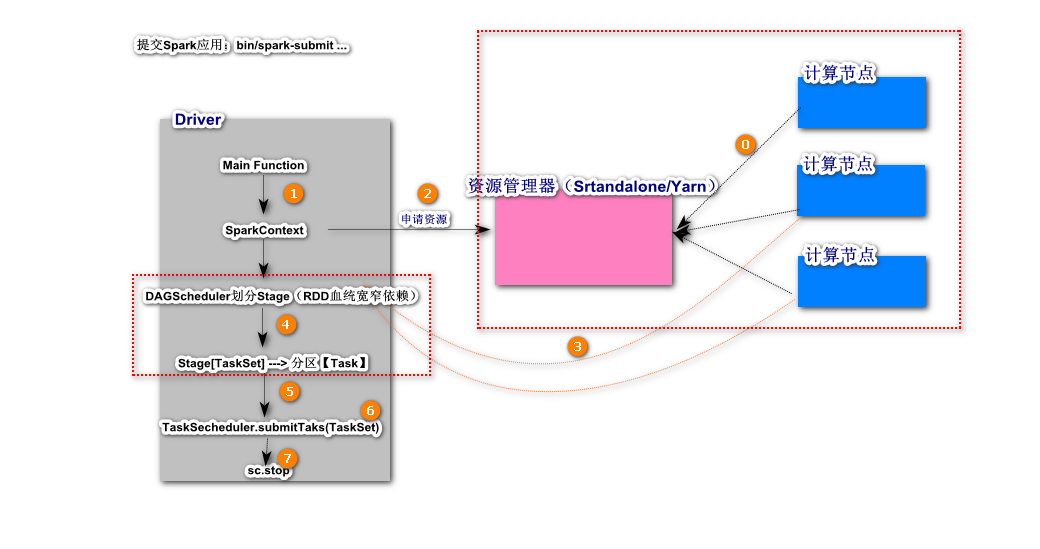 提交Spark应用：bin/spark-submit ...
Driver
Main Function
1
SparkContext
2
申请资源
资源管理器（Srtandalone/Yarn）
0
计算节点
计算节点
计算节点
DAGScheduler划分Stage（RDD血统宽窄依赖）
4
3
Stage[TaskSet] ---> 分区【Task】
5
6
TaskSecheduler.submitTaks(TaskSet)
7
sc.stop